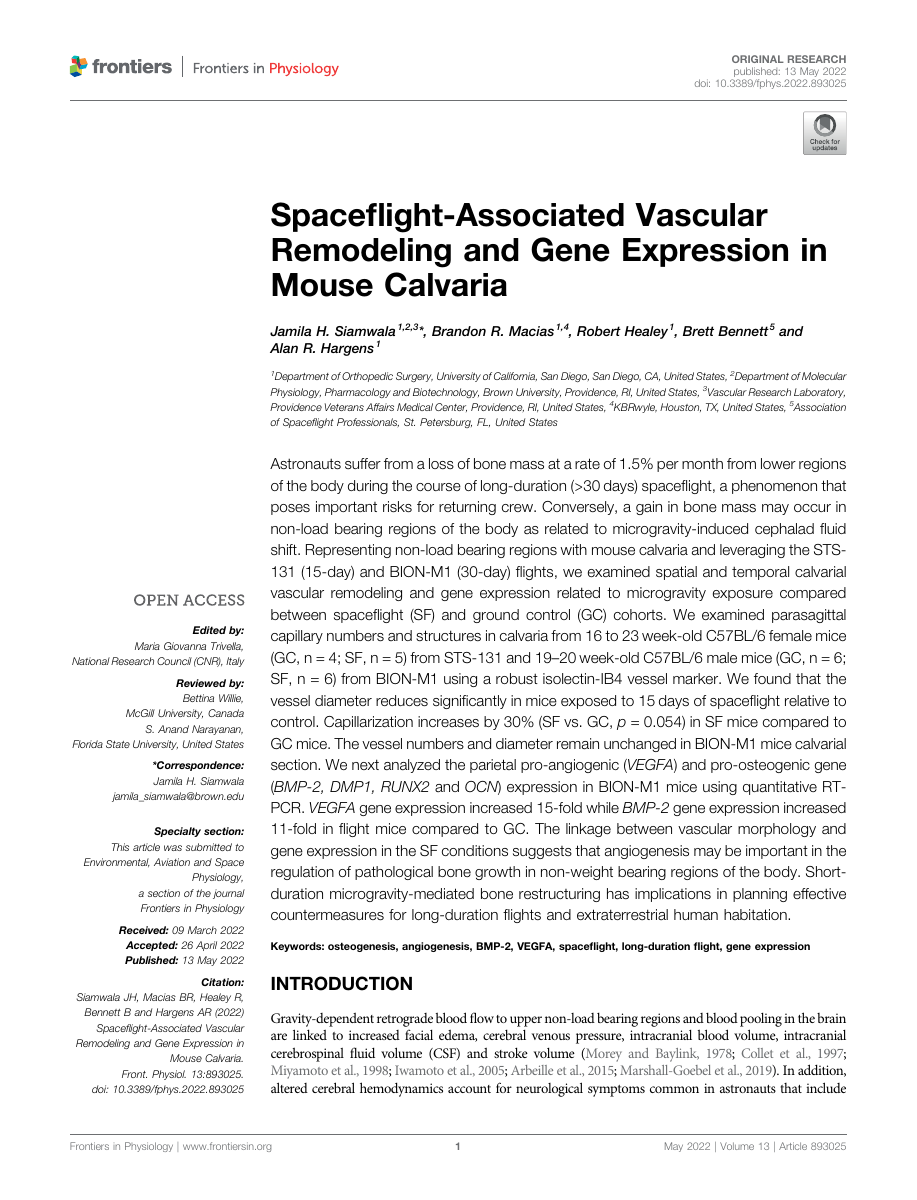 frontiers | Frontiers in Physiology
ORIGINAL RESEARCH
published: 13 May 2022
doi: 10.3389/fphys.2022.893025
Check for
updates
Spaceflight-Associated Vascular
Remodeling and Gene Expression in
Mouse Calvaria
Jamila H. Siamwala 1,2,3*, Brandon R. Macias 1,4, Robert Healey 1, Brett Bennett 5 and
Alan R. Hargens 1
1Department of Orthopedic Surgery, University of California, San Diego, San Diego, CA, United States, 2Department of Molecular
Physiology, Pharmacology and Biotechnology, Brown University, Providence, RI, United States, 3Vascular Research Laboratory,
Providence Veterans Affairs Medical Center, Providence, RI, United States, 4KBRwyle, Houston, TX, United States, 5Association
of Spaceflight Professionals, St. Petersburg, FL, United States
Astronauts suffer from a loss of bone mass at a rate of 1.5% per month from lower regions
of the body during the course of long-duration (>30 days) spaceflight, a phenomenon that
poses important risks for returning crew. Conversely, a gain in bone mass may occur in
non-load bearing regions of the body as related to microgravity-induced cephalad fluid
shift. Representing non-load bearing regions with mouse calvaria and leveraging the STS-
131 (15-day) and BION-M1 (30-day) flights, we examined spatial and temporal calvarial
vascular remodeling and gene expression related to microgravity exposure compared
between spaceflight (SF) and ground control (GC) cohorts. We examined parasagittal
capillary numbers and structures in calvaria from 16 to 23 week-old C57BL/6 female mice
(GC, n = 4; SF, n = 5) from STS-131 and 19–20 week-old C57BL/6 male mice (GC, n = 6;
SF, n = 6) from BION-M1 using a robust isolectin-IB4 vessel marker. We found that the
vessel diameter reduces significantly in mice exposed to 15 days of spaceflight relative to
control. Capillarization increases by 30% (SF vs. GC, p = 0.054) in SF mice compared to
GC mice. The vessel numbers and diameter remain unchanged in BION-M1 mice calvarial
section. We next analyzed the parietal pro-angiogenic (VEGFA) and pro-osteogenic gene
(BMP-2, DMP1, RUNX2 and OCN) expression in BION-M1 mice using quantitative RT-
PCR. VEGFA gene expression increased 15-fold while BMP-2 gene expression increased
11-fold in flight mice compared to GC. The linkage between vascular morphology and
gene expression in the SF conditions suggests that angiogenesis may be important in the
regulation of pathological bone growth in non-weight bearing regions of the body. Short-
duration microgravity-mediated bone restructuring has implications in planning effective
countermeasures for long-duration flights and extraterrestrial human habitation.
Keywords: osteogenesis, angiogenesis, BMP-2, VEGFA, spaceflight, long-duration flight, gene expression
OPEN ACCESS
Edited by:
Maria Giovanna Trivella,
National Research Council (CNR), Italy
Reviewed by:
Bettina Willie,
McGill University, Canada
S. Anand Narayanan,
Florida State University, United States
*Correspondence:
Jamila H. Siamwala
jamila_siamwala@brown.edu
Specialty section:
This article was submitted to
Environmental, Aviation and Space
Physiology,
a section of the journal
Frontiers in Physiology
Received: 09 March 2022
Accepted: 26 April 2022
Published: 13 May 2022
Citation:
Siamwala JH, Macias BR, Healey R,
Bennett B and Hargens AR (2022)
Spaceflight-Associated Vascular
Remodeling and Gene Expression in
Mouse Calvaria.
Front. Physiol. 13:893025.
doi: 10.3389/fphys.2022.893025
INTRODUCTION
Gravity-dependent retrograde blood flow to upper non-load bearing regions and blood pooling in the brain
are linked to increased facial edema, cerebral venous pressure, intracranial blood volume, intracranial
cerebrospinal fluid volume (CSF) and stroke volume (Morey and Baylink, 1978; Collet et al., 1997;
Miyamoto et al., 1998; Iwamoto et al., 2005; Arbeille et al., 2015; Marshall-Goebel et al., 2019). In addition,
altered cerebral hemodynamics account for neurological symptoms common in astronauts that include
Frontiers in Physiology | www.frontiersin.org
1
May 2022 | Volume 13 | Article 893025